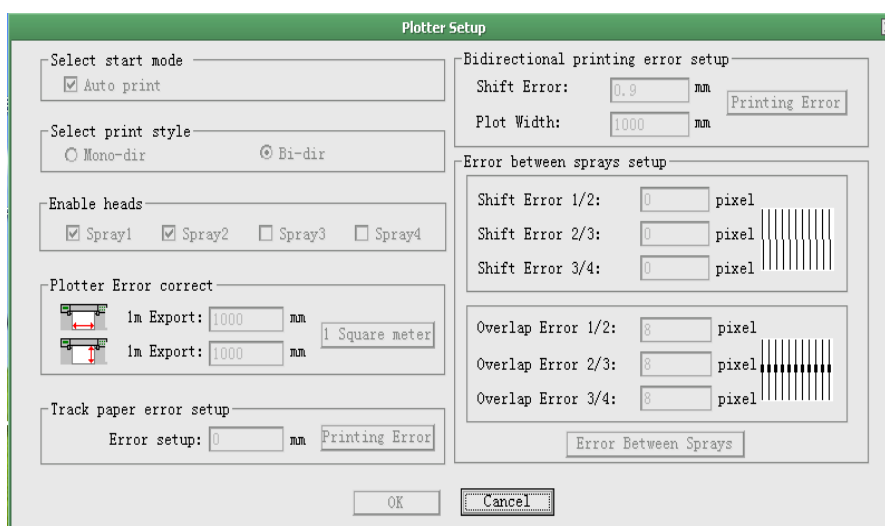 Plotter Setup
Select start mode
Auto print
Select print style
Mono-dir Bi-dir
Enable heads
Spray1 Spray2 Spray3 Spray4
Plotter Error correct
1m Export: 1000 mm
1m Export: 1000 mm
1 Square meter
Track paper error setup
Error setup: 0 mm Printing Error
Bidirectional printing error setup
Shift Error: 0.9 mm
Printing Error
Plot Width: 1000 mm
Error between sprays setup
Shift Error 1/2: 0 pixel
Shift Error 2/3: 0 pixel
Shift Error 3/4: 0 pixel
Overlap Error 1/2: 8 pixel
Overlap Error 2/3: 8 pixel
Overlap Error 3/4: 8 pixel
Error Between Sprays
OK Cancel